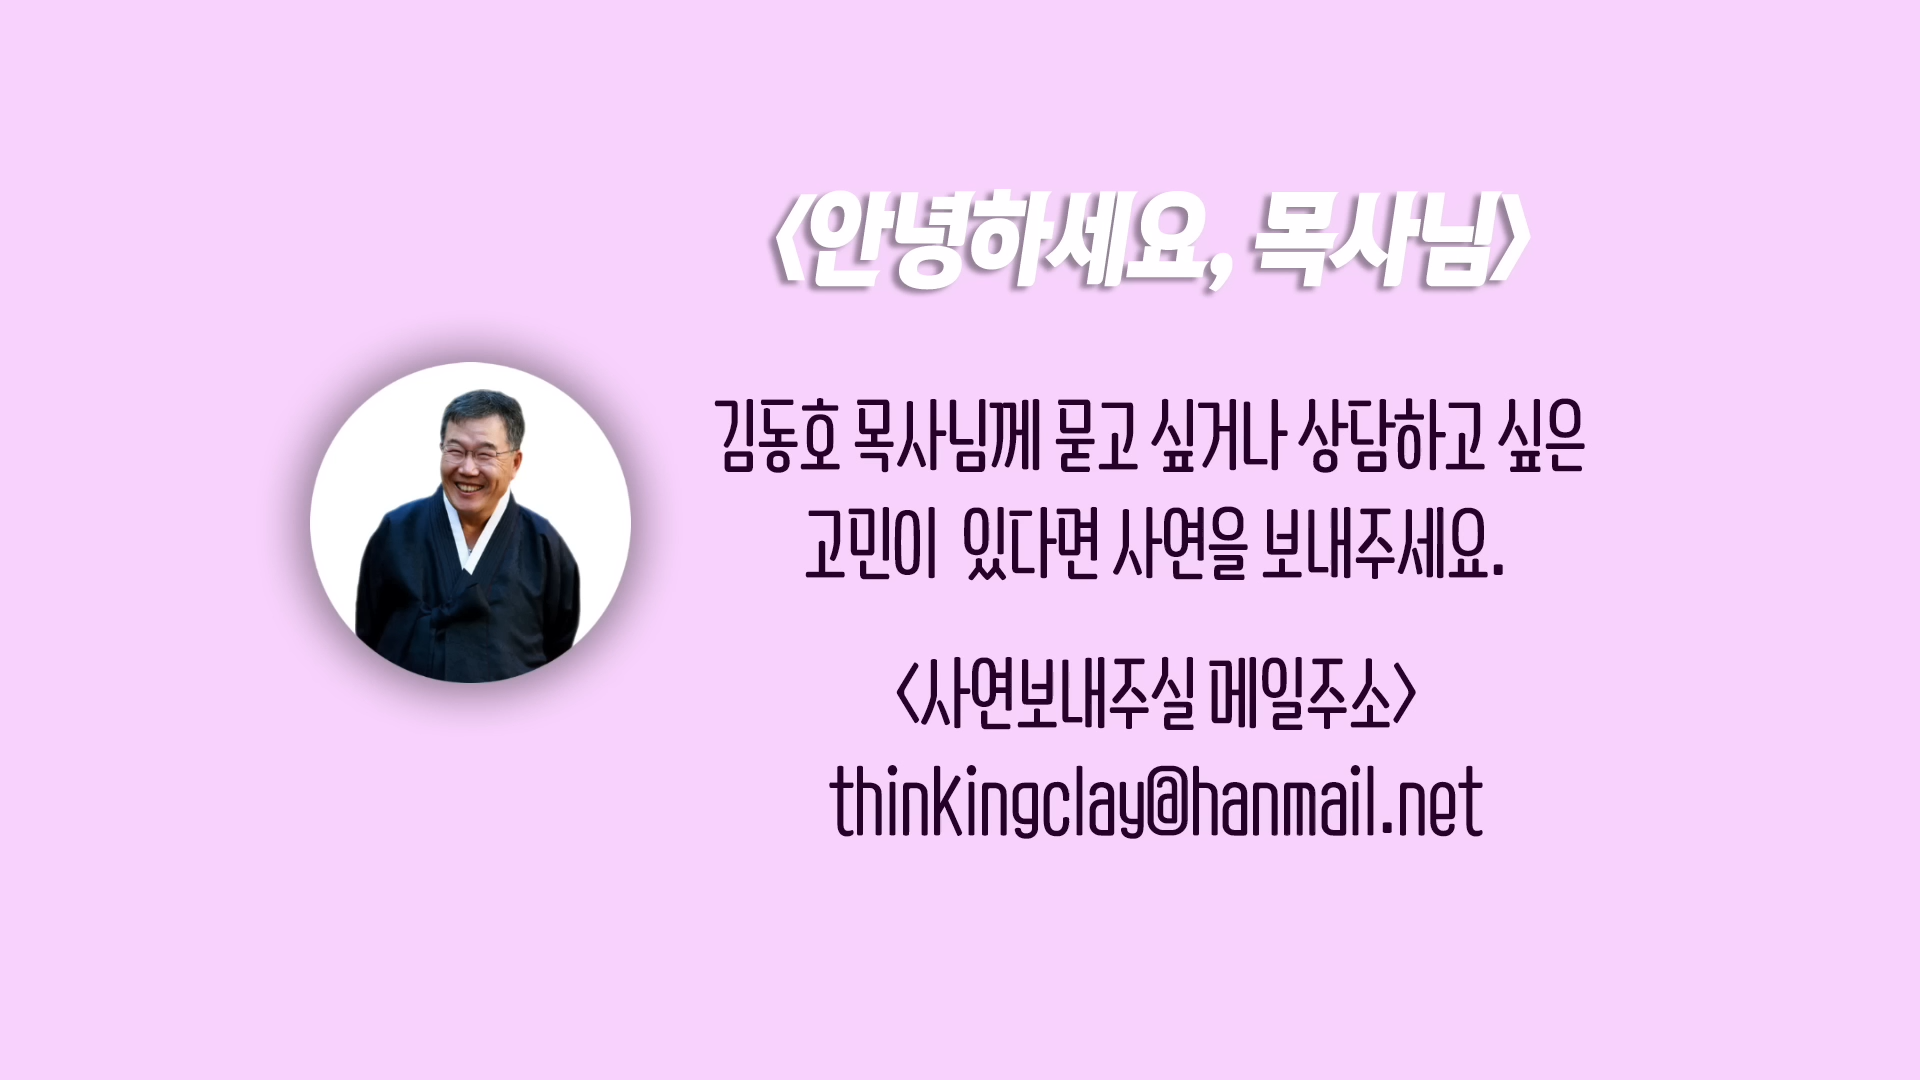 <안녕하세요, 목사님>
김동호 목사님께 묻고 싶거나 상담하고 싶은
고민이 있다면 사연을 보내주세요.
<사연보내주실 메일주소>
thinkingclay@hanmail.net